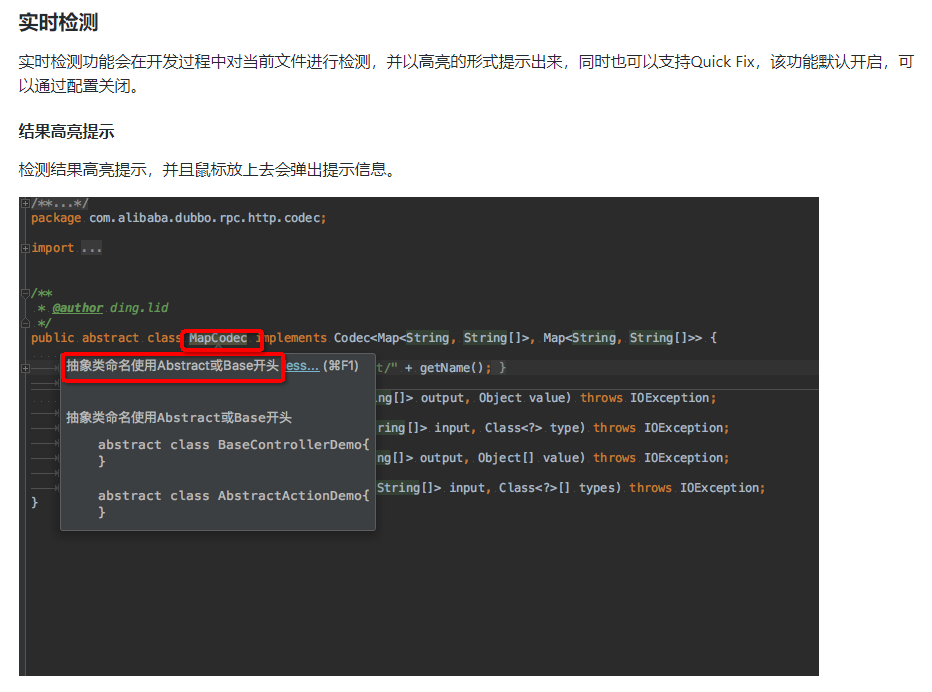 实时检测
实时检测功能会在开发过程中对当前文件进行检测，并以高亮的形式提示出来，同时也可以支持Quick Fix，该功能默认开启，可
以通过配置关闭。
结果高亮提示
检测结果高亮提示，并且鼠标放上去会弹出提示信息。
/**...*/
package com.alibaba.dubbo.rpc.http.codec;
import ...
/**
* @author ding.lid
*/
public abstract class MapCodec implements Codec<Map<String, String[]>, Map<String, String[]>> {
抽象类命名使用Abstract或Base开头 ess... (⌘F1)
t/" + getName(); }
ng[]> output, Object value) throws IOException;
抽象类命名使用Abstract或Base开头
ring[]> input, Class<?> type) throws IOException;
abstract class BaseControllerDemo{
ng[]> output, Object[] value) throws IOException;
}
String[]> input, Class<?>[] types) throws IOException;
abstract class AbstractActionDemo{
}
}